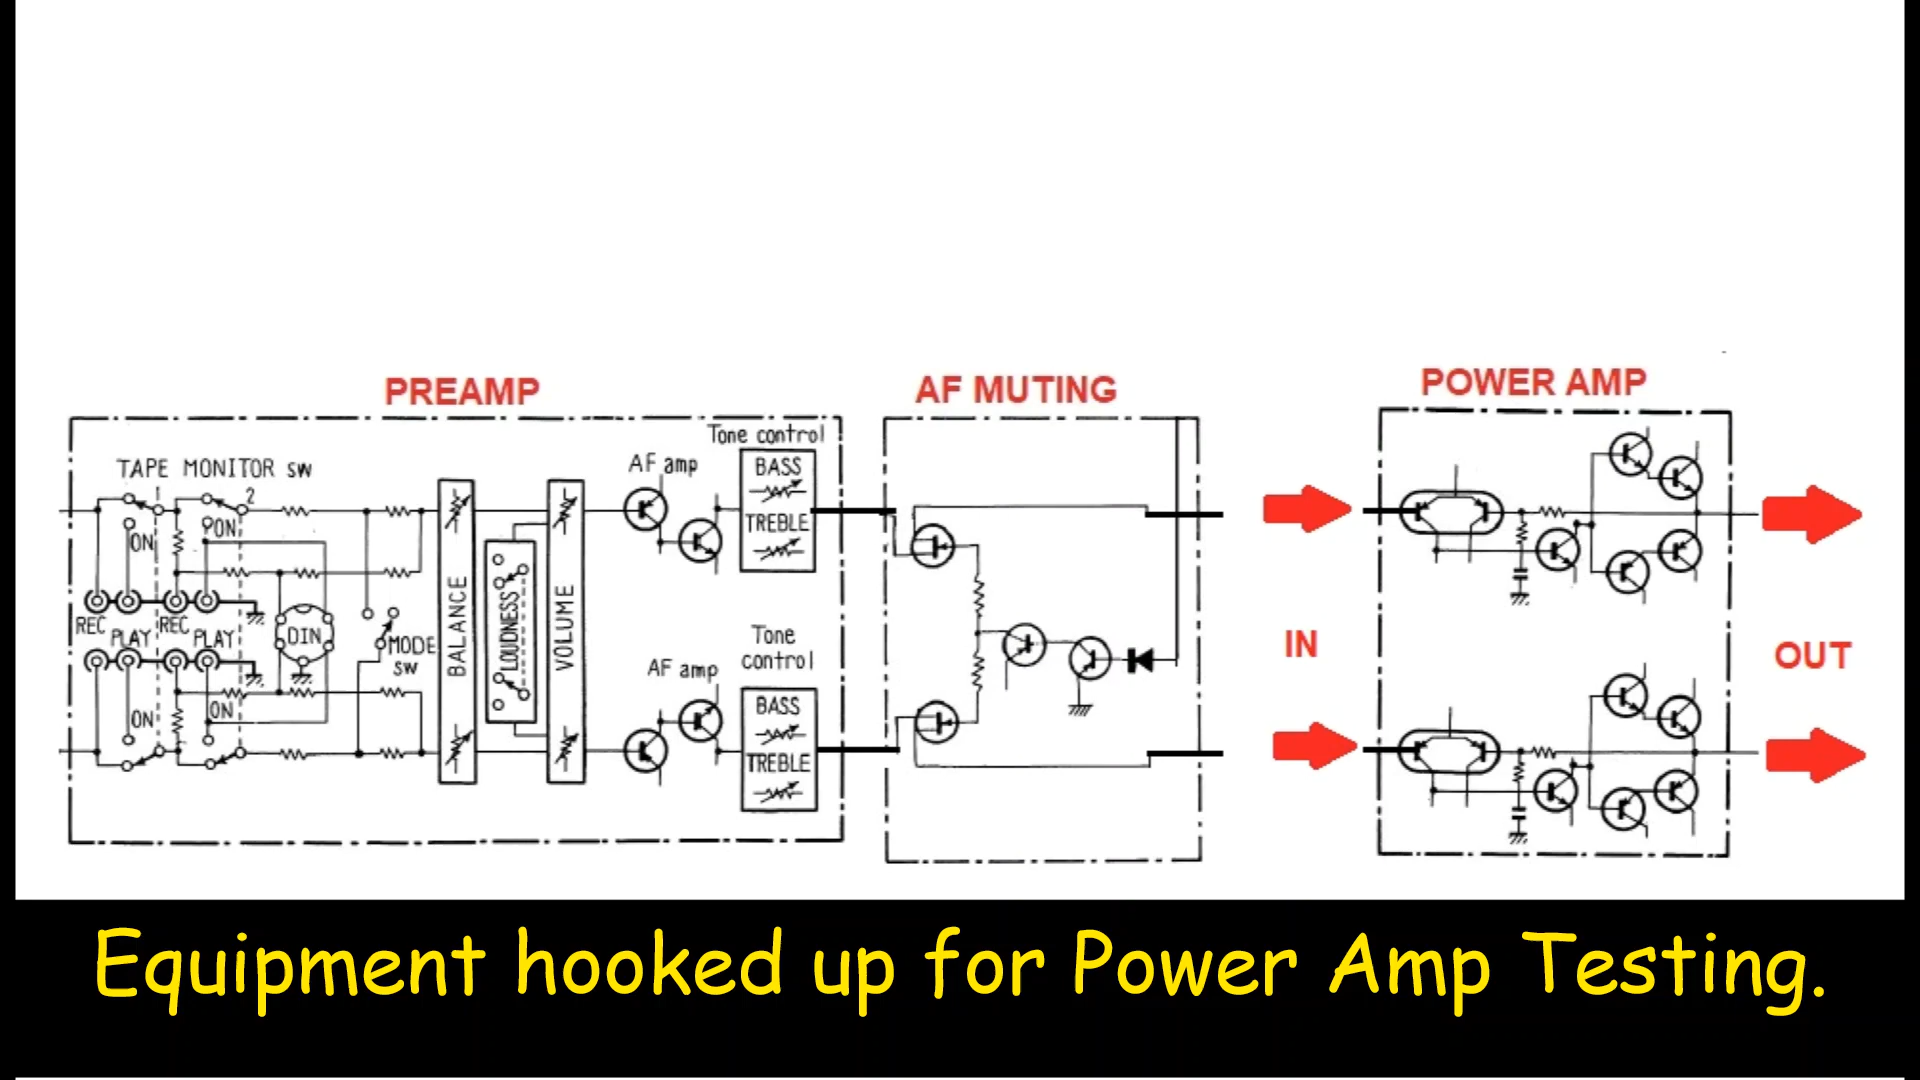 PREAMP
AF MUTING
POWER AMP
Tone control
TAPE MONITOR SW
AF amp
BASS
2
ON
ON
TREBLE
BALANCE
LOUDNESS
VOLUME
REC
PLAY
REC
PLAY
DIN
MODE
SW
Tone
control
IN
OUT
AF amp
ON
ON
BASS
TREBLE
Equipment hooked up for Power Amp Testing.